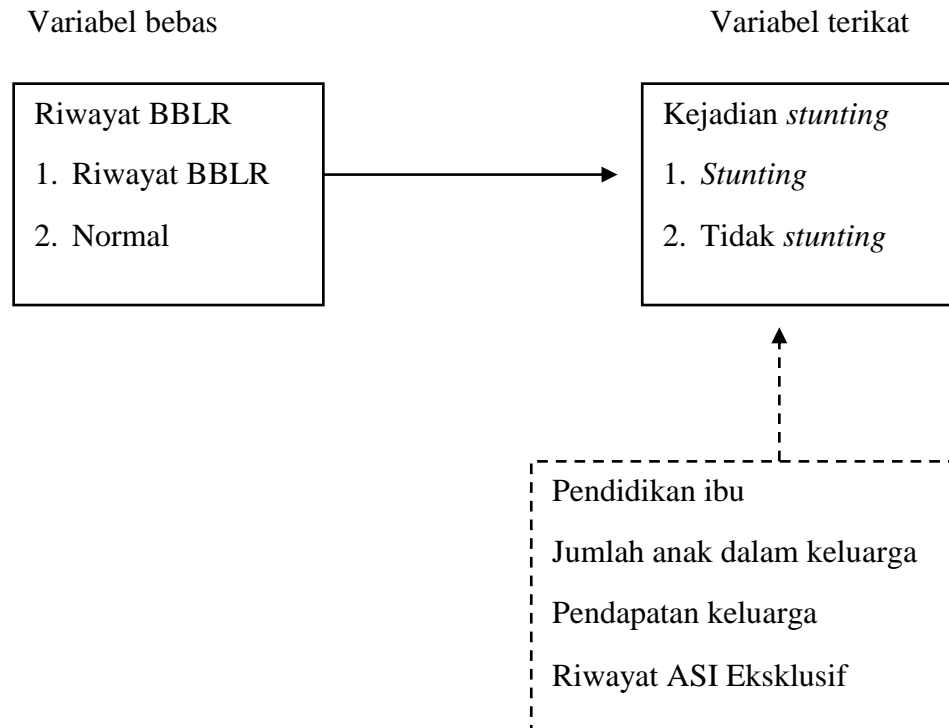 Variabel bebas
Variabel terikat
Riwayat BBLR
1. Riwayat BBLR
2. Normal
Kejadian stunting
1. Stunting
2. Tidak stunting
Pendidikan ibu
Jumlah anak dalam keluarga
Pendapatan keluarga
Riwayat ASI Eksklusif